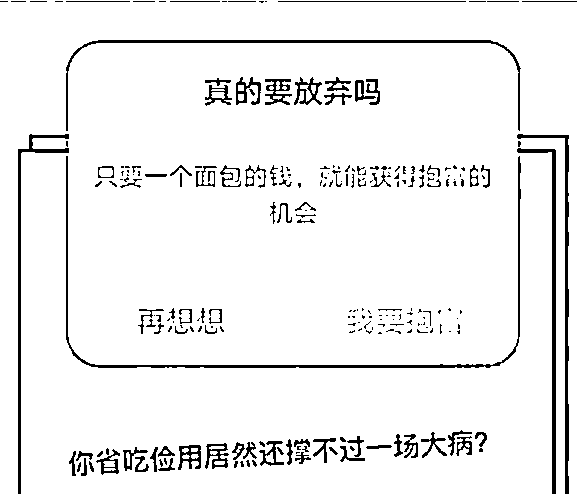 真的要放弃吗
只要一个面包的钱，就能获得抱富的
机会
再想想
我要抱富
你省吃俭用居然还撑不过一场大病?